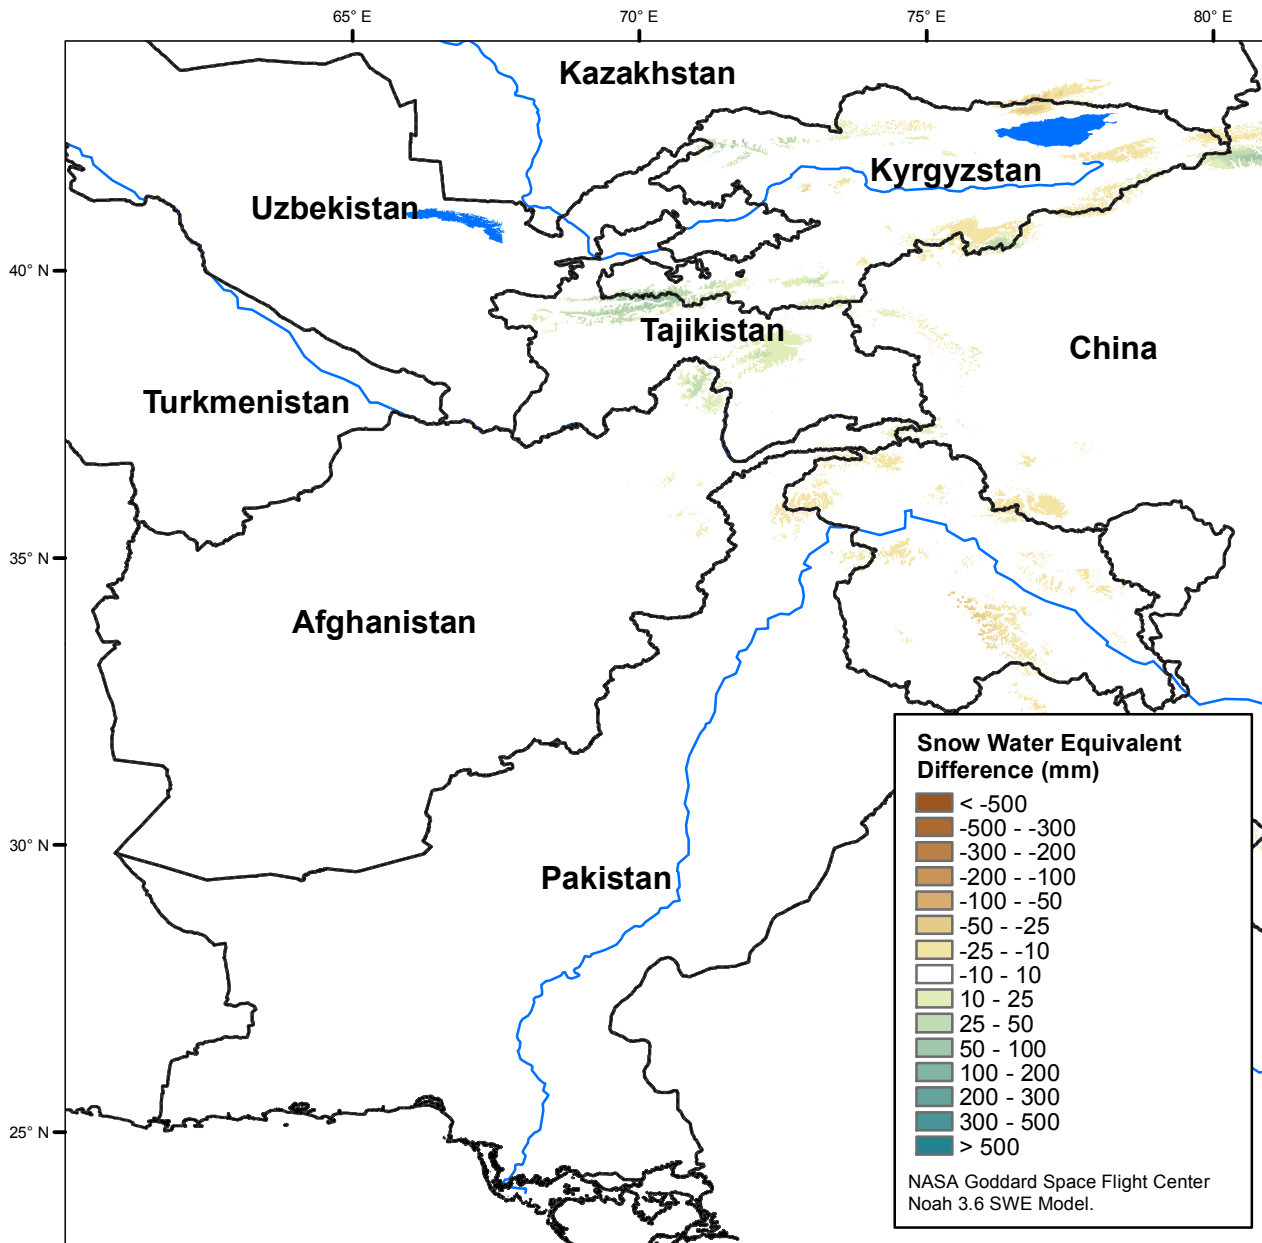 65° E
70° E
75° E
80° E
Kazakhstan
Kyrgyzstan
Uzbekistan
40° N
Tajikistan
China
Turkmenistan
35° N
Afghanistan
Snow Water Equivalent
Difference (mm)
< -500
-500 - -300
30° N
-300 - -200
-200 - -100
Pakistan
-100 - -50
-50 - -25
-25 - -10
-10 - 10
10 - 25
25 - 50
50 - 100
100 - 200
200 - 300
300 - 500
25° N
> 500
NASA Goddard Space Flight Center
Noah 3.6 SWE Model.